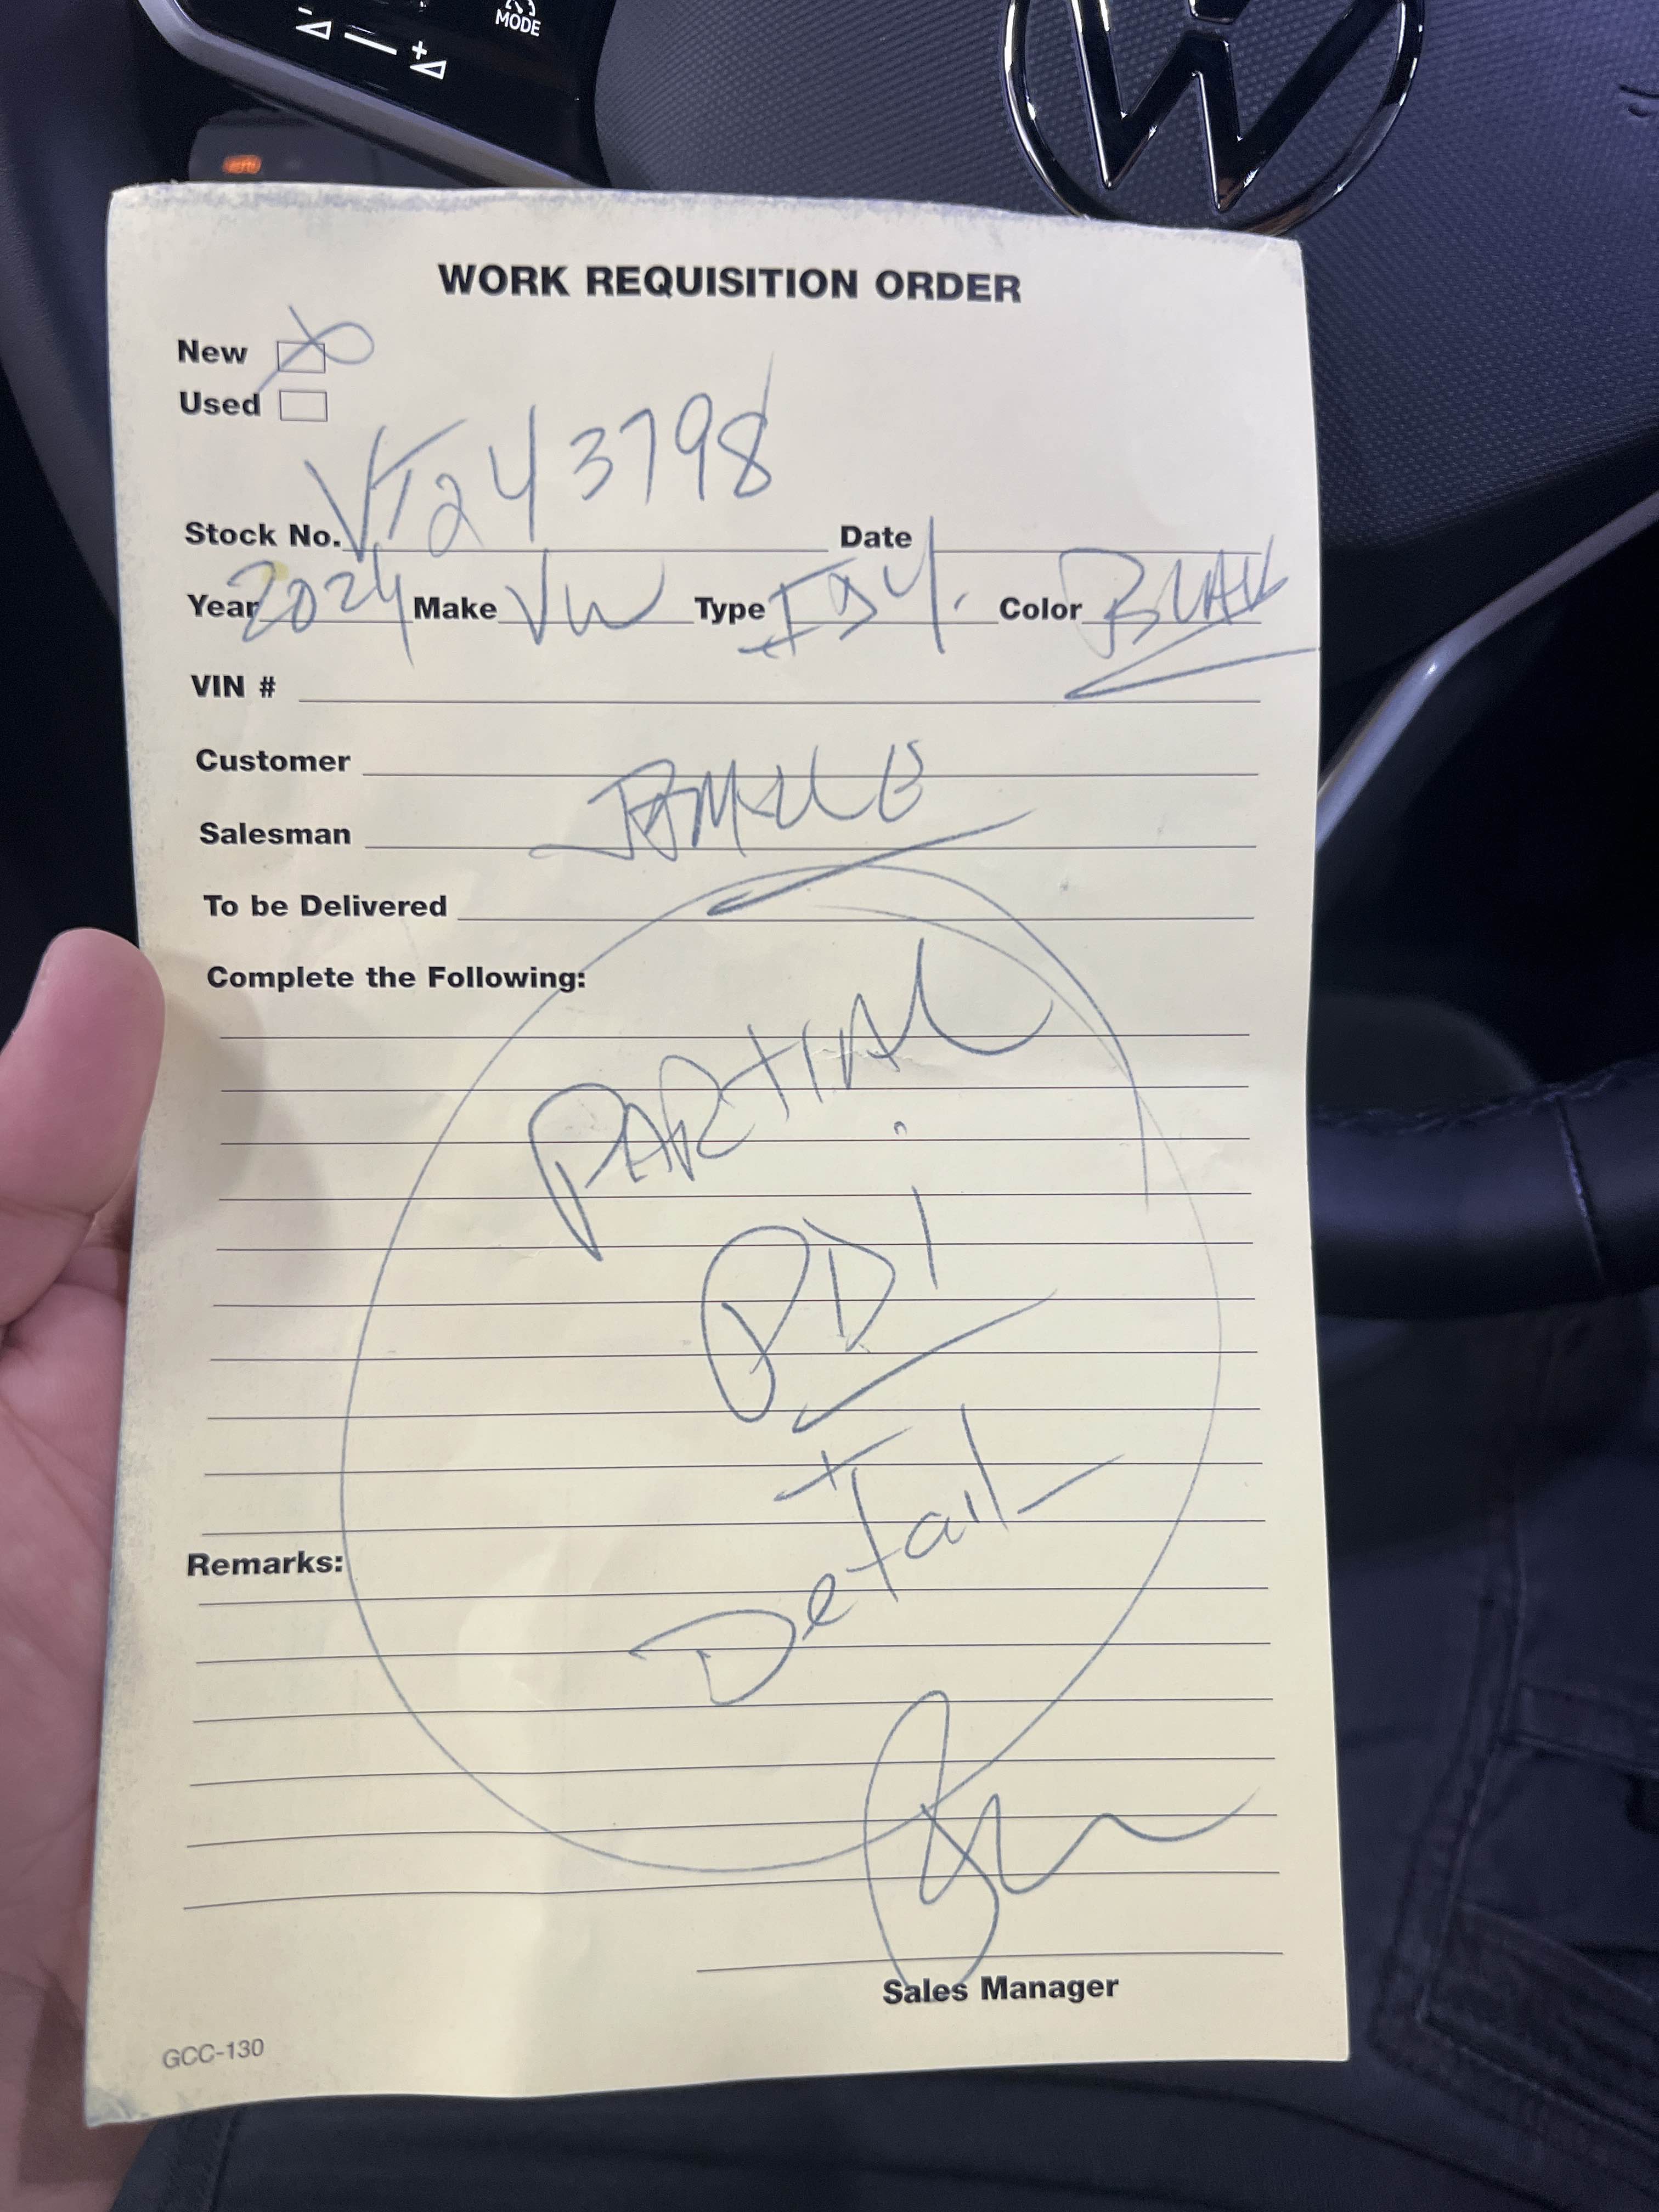 MODE
WORK REQUISITION ORDER
New
Used
VT243798
Stock No. Date
Year 2024 Make VW Type ID4. Color BLACK
VIN #
Customer
Salesman
To be Delivered
Complete the Following:
PARTIAL
PDI
+
Detail
Remarks:
Sales Manager
GCC-130